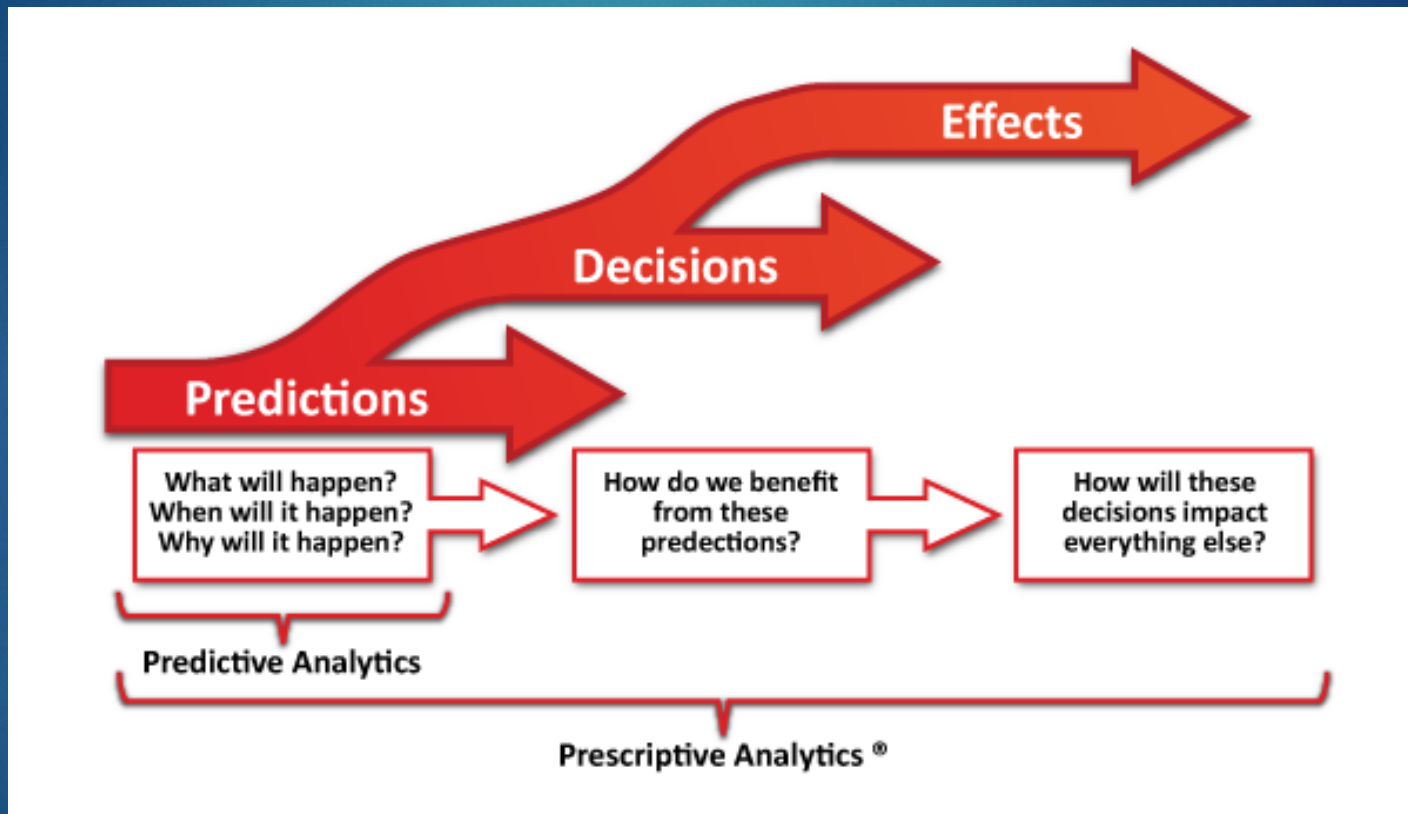 Effects
Decisions
Predictions
What will happen?
When will it happen?
Why will it happen?
How do we benefit
from these
predections?
How will these
decisions impact
everything else?
Predictive Analytics
Prescriptive Analytics ®